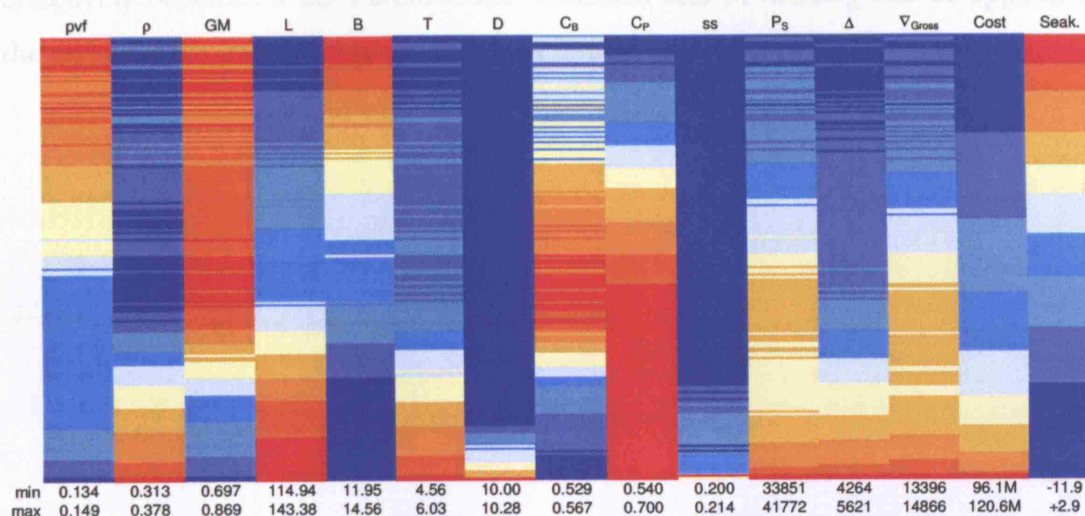 pvf ρ GM L B T D C_B C_P ss P_S Δ ∇_Gross Cost Seak.
min 0.134 0.313 0.697 114.94 11.95 4.56 10.00 0.529 0.540 0.200 33851 4264 13396 96.1M -11.9
max 0.149 0.378 0.869 143.38 14.56 6.03 10.28 0.567 0.700 0.214 41772 5621 14866 120.6M +2.9